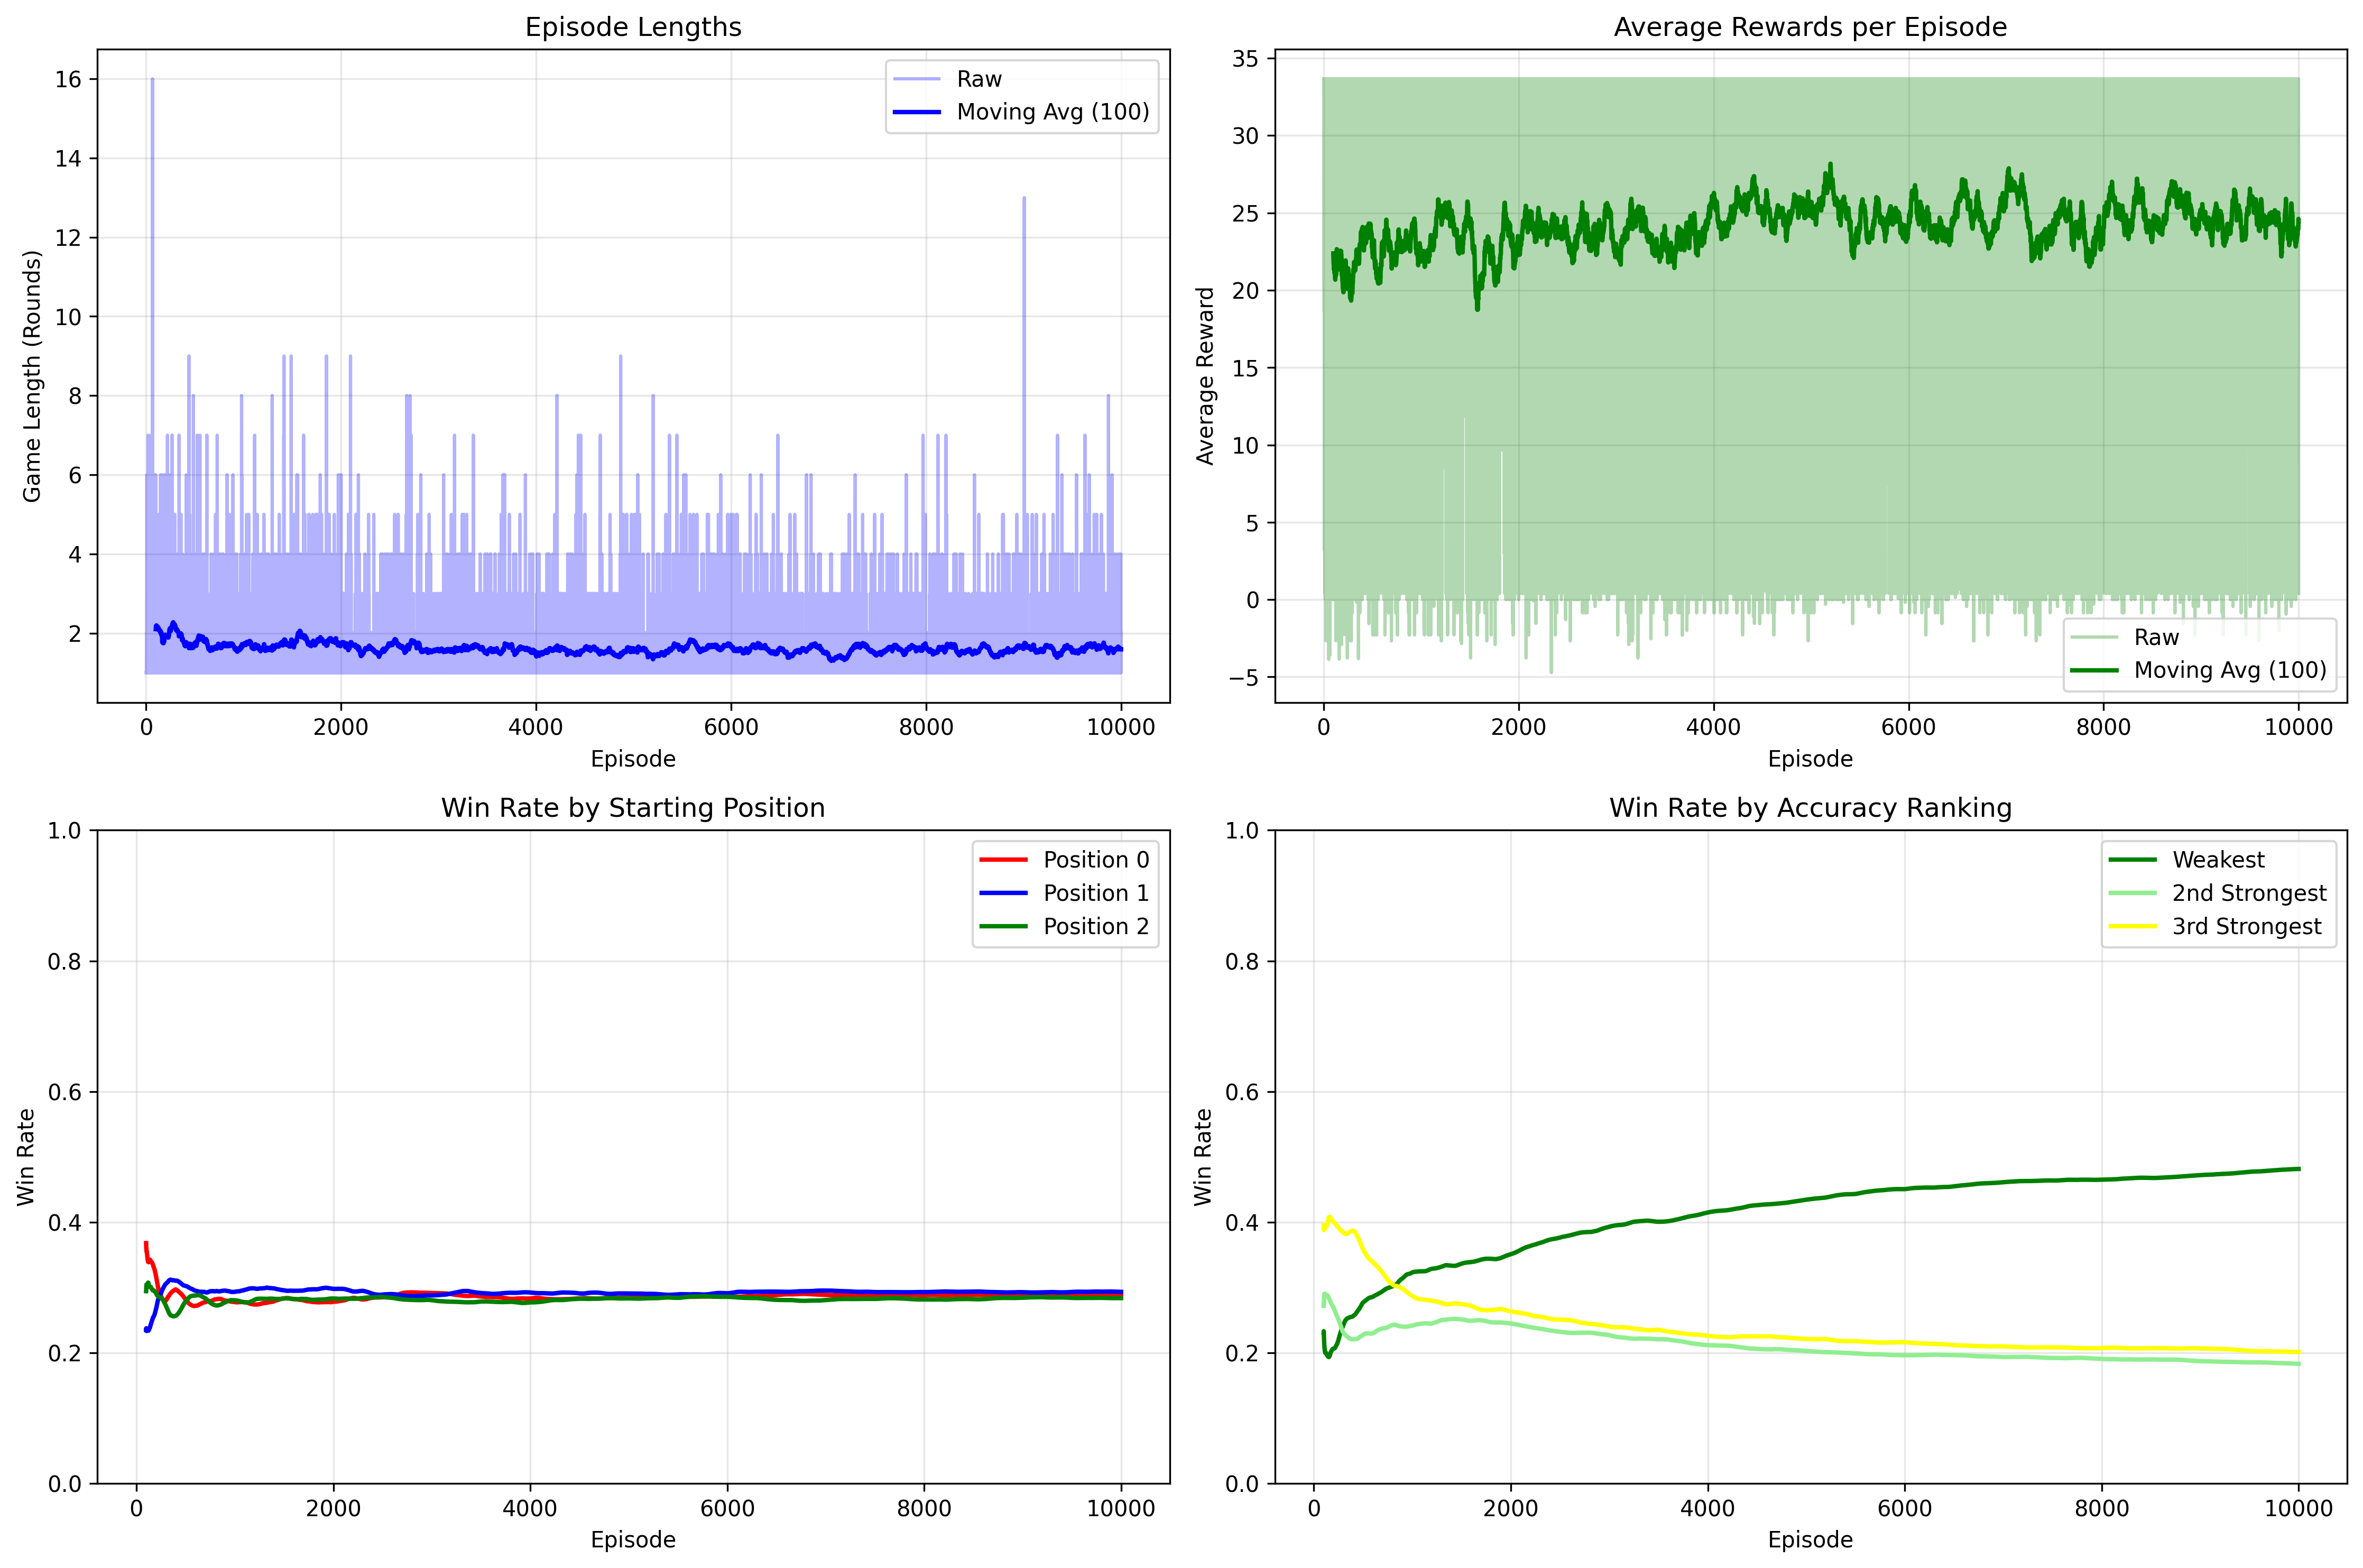 Episode Lengths
16
14
12
10
8
6
4
2
Game Length (Rounds)
Raw
Moving Avg (100)
0
2000
4000
6000
8000
10000
Episode
Average Rewards per Episode
35
30
25
20
15
10
5
0
−5
Average Reward
Raw
Moving Avg (100)
0
2000
4000
6000
8000
10000
Episode
Win Rate by Starting Position
1.0
0.8
0.6
0.4
0.2
0.0
Win Rate
Position 0
Position 1
Position 2
0
2000
4000
6000
8000
10000
Episode
Win Rate by Accuracy Ranking
1.0
0.8
0.6
0.4
0.2
0.0
Win Rate
Weakest
2nd Strongest
3rd Strongest
0
2000
4000
6000
8000
10000
Episode